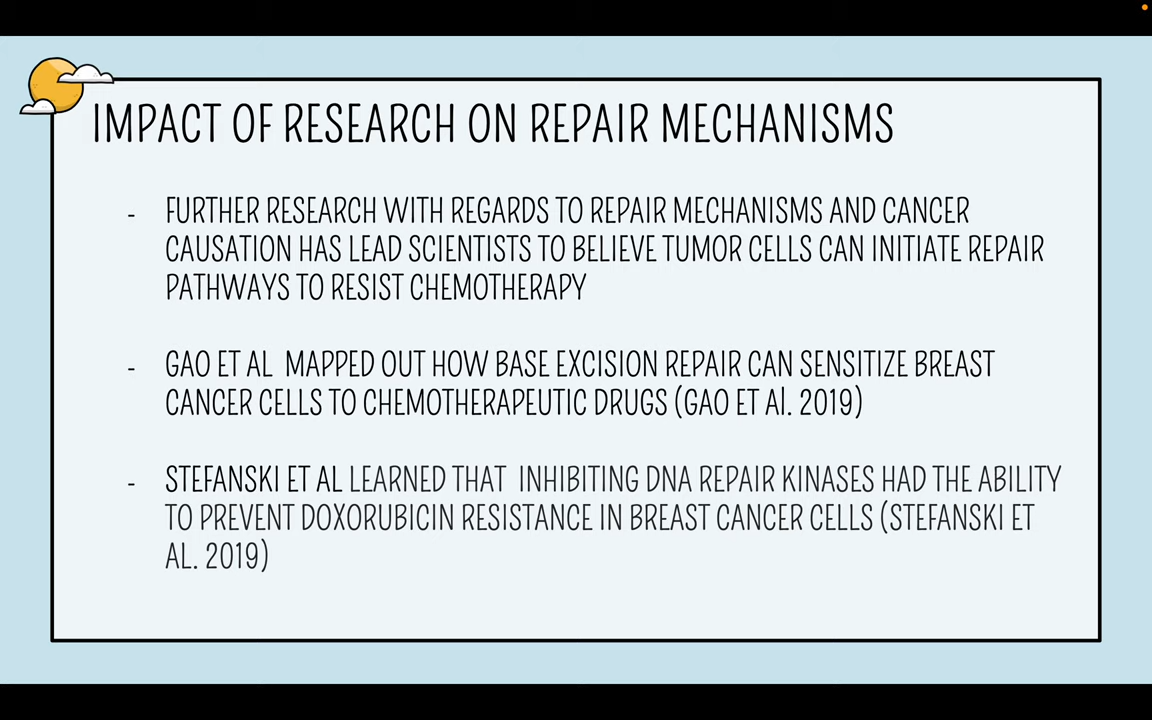 IMPACT OF RESEARCH ON REPAIR MECHANISMS
- FURTHER RESEARCH WITH REGARDS TO REPAIR MECHANISMS AND CANCER
CAUSATION HAS LEAD SCIENTISTS TO BELIEVE TUMOR CELLS CAN INITIATE REPAIR
PATHWAYS TO RESIST CHEMOTHERAPY
- GAO ET AL  MAPPED OUT HOW BASE EXCISION REPAIR CAN SENSITIZE BREAST
CANCER CELLS TO CHEMOTHERAPEUTIC DRUGS (GAO ET Al. 2019)
- STEFANSKI ET AL LEARNED THAT  INHIBITING DNA REPAIR KINASES HAD THE ABILITY
TO PREVENT DOXORUBICIN RESISTANCE IN BREAST CANCER CELLS (STEFANSKI ET
AL. 2019)